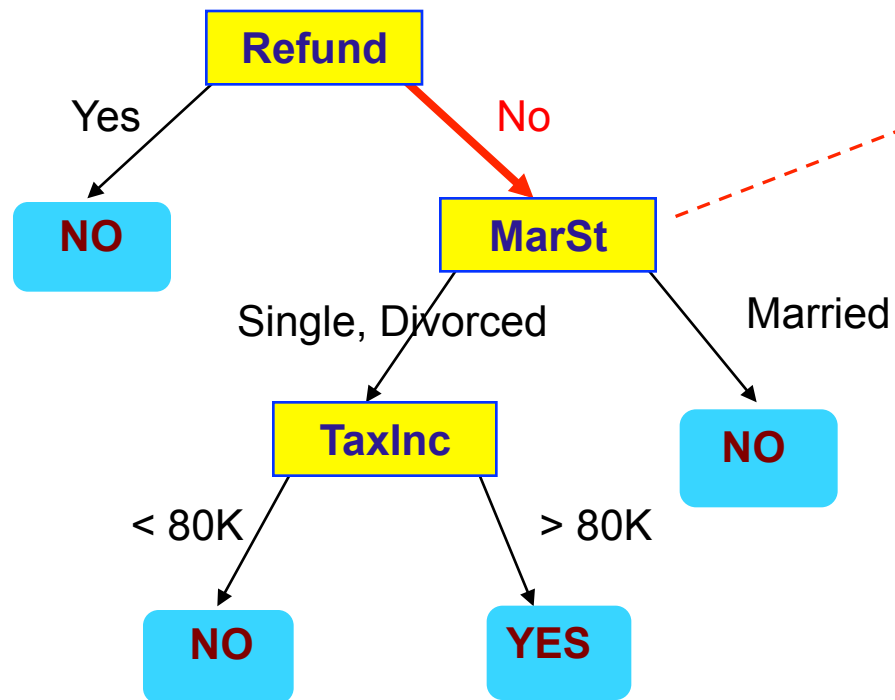 Refund
Yes
No
NO
MarSt
Single, Divorced
Married
TaxInc
NO
< 80K
> 80K
NO
YES